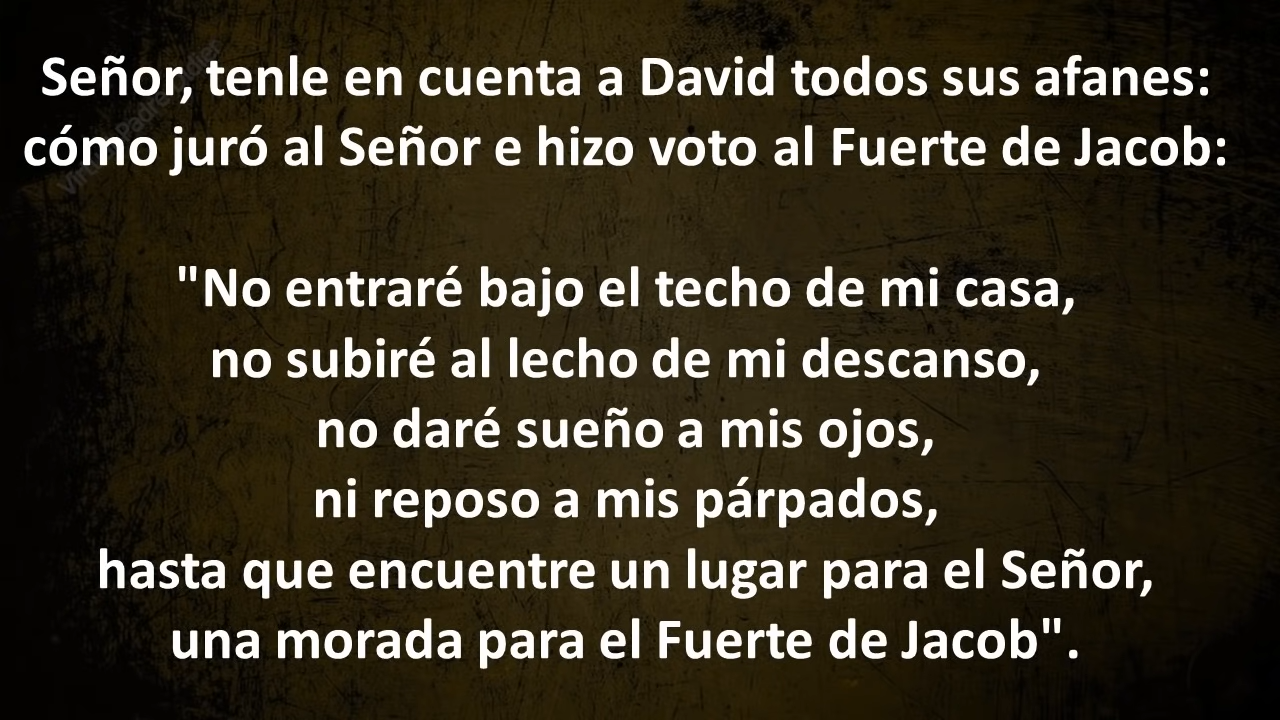 Señor, tenle en cuenta a David todos sus afanes:
cómo juró al Señor e hizo voto al Fuerte de Jacob:
"No entraré bajo el techo de mi casa,
no subiré al lecho de mi descanso,
no daré sueño a mis ojos,
ni reposo a mis párpados,
hasta que encuentre un lugar para el Señor,
una morada para el Fuerte de Jacob".